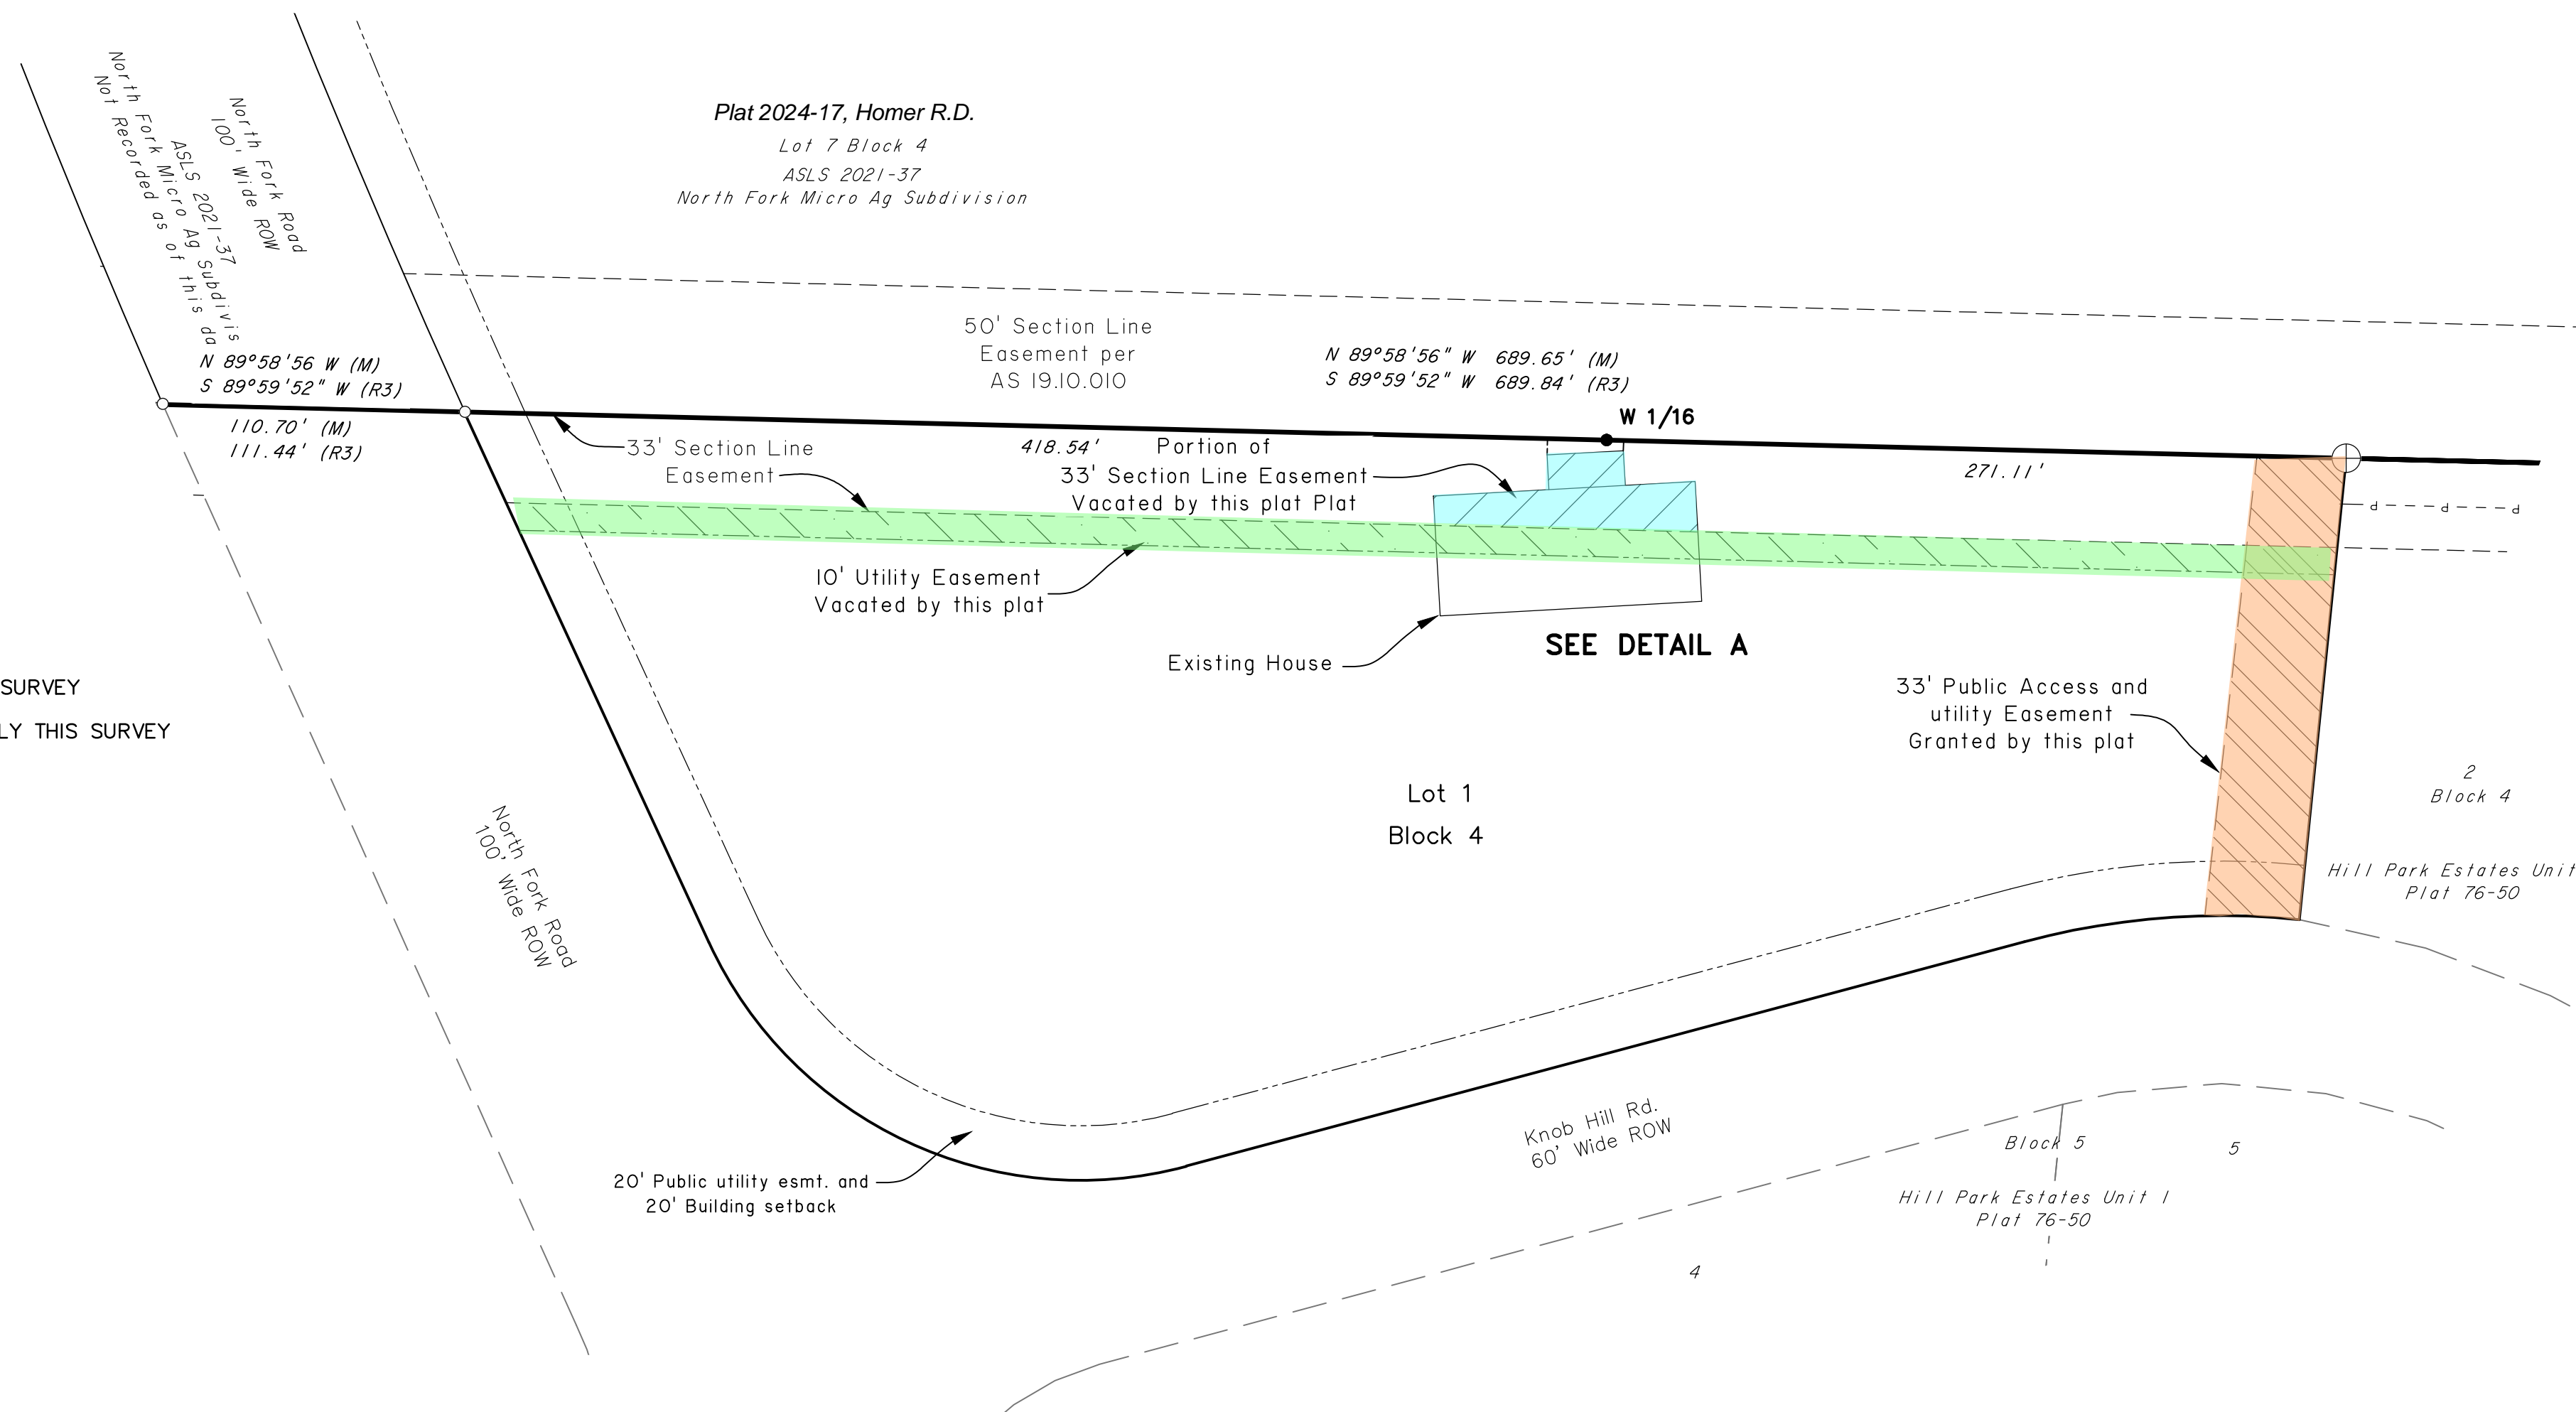 Plat 2024-17, Homer R.D.
Lot 7 Block 4
ASLS 2021-37
North Fork Micro Ag Subdivision
North Fork Road
100' Wide ROW
ASLS 2021-37
North Fork Micro Ag Subdivis
Not Recorded as of this da
N 89°58'56 W (M)
S 89°59'52" W (R3)
110.70' (M)
111.44' (R3)
50' Section Line
Easement per
AS 19.10.010
N 89°58'56" W 689.65' (M)
S 89°59'52" W 689.84' (R3)
W 1/16
33' Section Line
Easement
418.54'
Portion of
33' Section Line Easement
Vacated by this plat Plat
271.11'
d d d
10' Utility Easement
Vacated by this plat
Existing House
SEE DETAIL A
SURVEY
LY THIS SURVEY
33' Public Access and
utility Easement
Granted by this plat
2
Block 4
Lot 1
Block 4
Hill Park Estates Unit
Plat 76-50
North Fork Road
100' Wide ROW
20' Public utility esmt. and
20' Building setback
Knob Hill Rd.
60' Wide ROW
Block 5
5
Hill Park Estates Unit 1
Plat 76-50
4